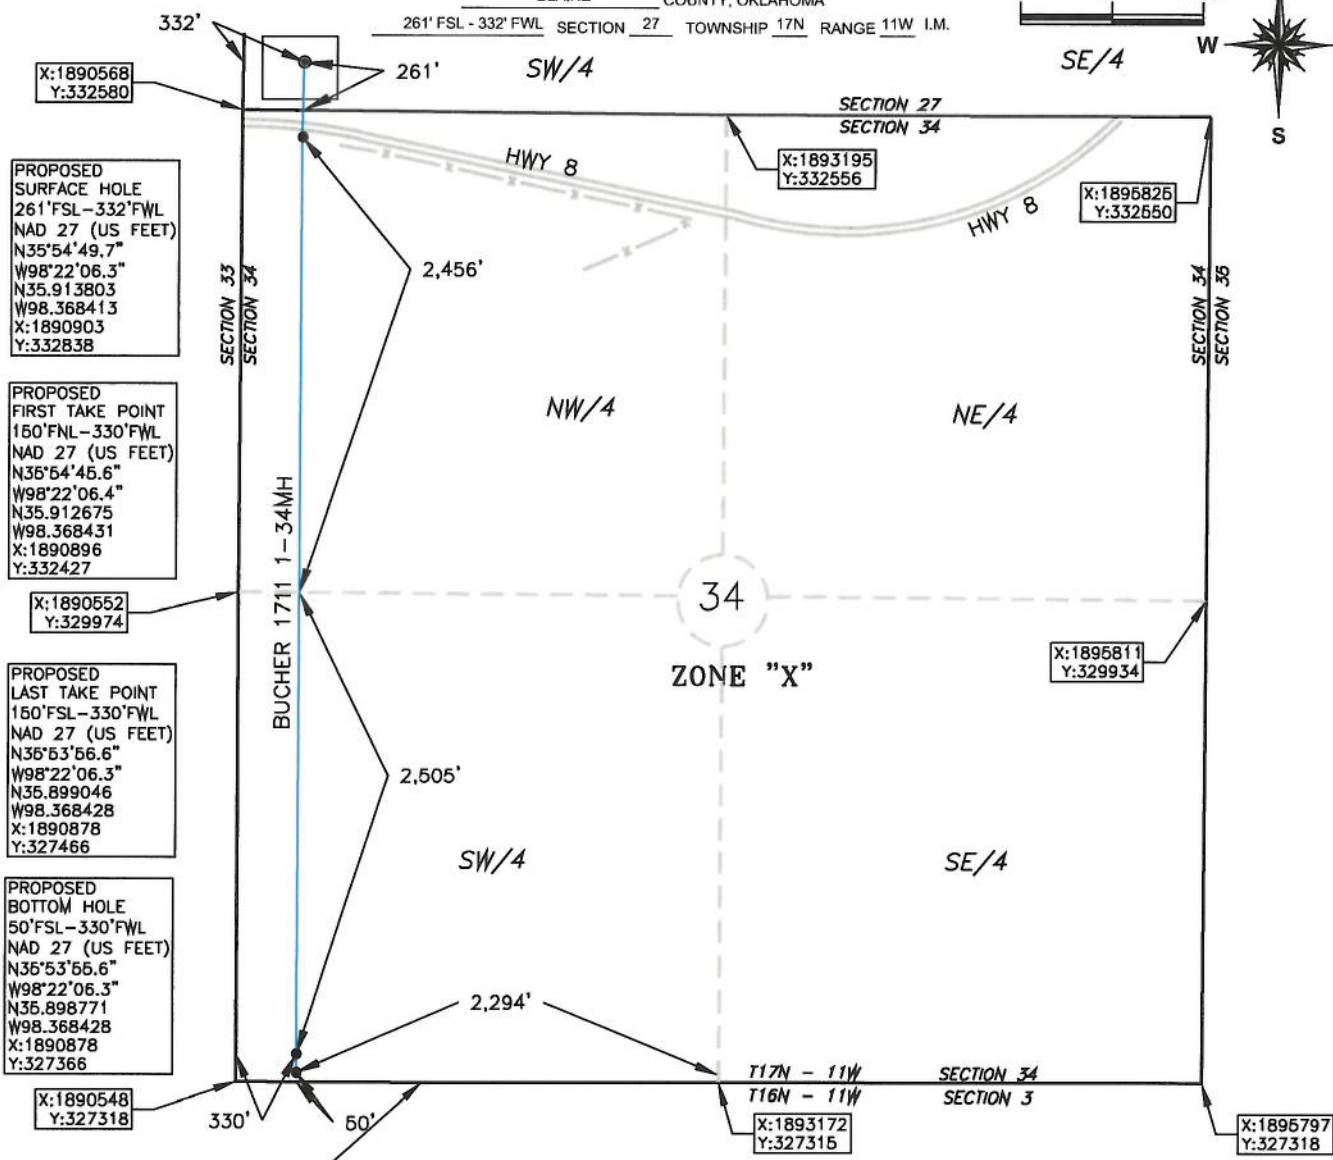 COUNTY, OKLAHOMA
261' FSL - 332' FWL SECTION 27 TOWNSHIP 17N RANGE 11W I.M.
332'
261'
SW/4
SE/4
W
S
X:1890568
Y:332580
SECTION 27
SECTION 34
HWY 8
X:1893195
Y:332556
X:1895825
Y:332550
HWY 8
PROPOSED
SURFACE HOLE
261'FSL-332'FWL
NAD 27 (US FEET)
N35°54'49.7"
W98°22'06.3"
N35.913803
W98.368413
X:1890903
Y:332838
SECTION 33
SECTION 34
2,456'
SECTION 34
SECTION 35
PROPOSED
FIRST TAKE POINT
150'FNL-330'FWL
NAD 27 (US FEET)
N35°54'45.6"
W98°22'06.4"
N35.912675
W98.368431
X:1890896
Y:332427
NW/4
NE/4
BUCHER 1711 1-34MH
X:1890552
Y:329974
34
ZONE "X"
X:1895811
Y:329934
PROPOSED
LAST TAKE POINT
150'FSL-330'FWL
NAD 27 (US FEET)
N35°53'56.6"
W98°22'06.3"
N35.899046
W98.368428
X:1890878
Y:327466
2,505'
SW/4
SE/4
PROPOSED
BOTTOM HOLE
50'FSL-330'FWL
NAD 27 (US FEET)
N35°53'55.6"
W98°22'06.3"
N35.898771
W98.368428
X:1890878
Y:327366
2,294'
T17N - 11W SECTION 34
T16N - 11W SECTION 3
X:1890548
Y:327318
330'
50'
X:1893172
Y:327315
X:1895797
Y:327318